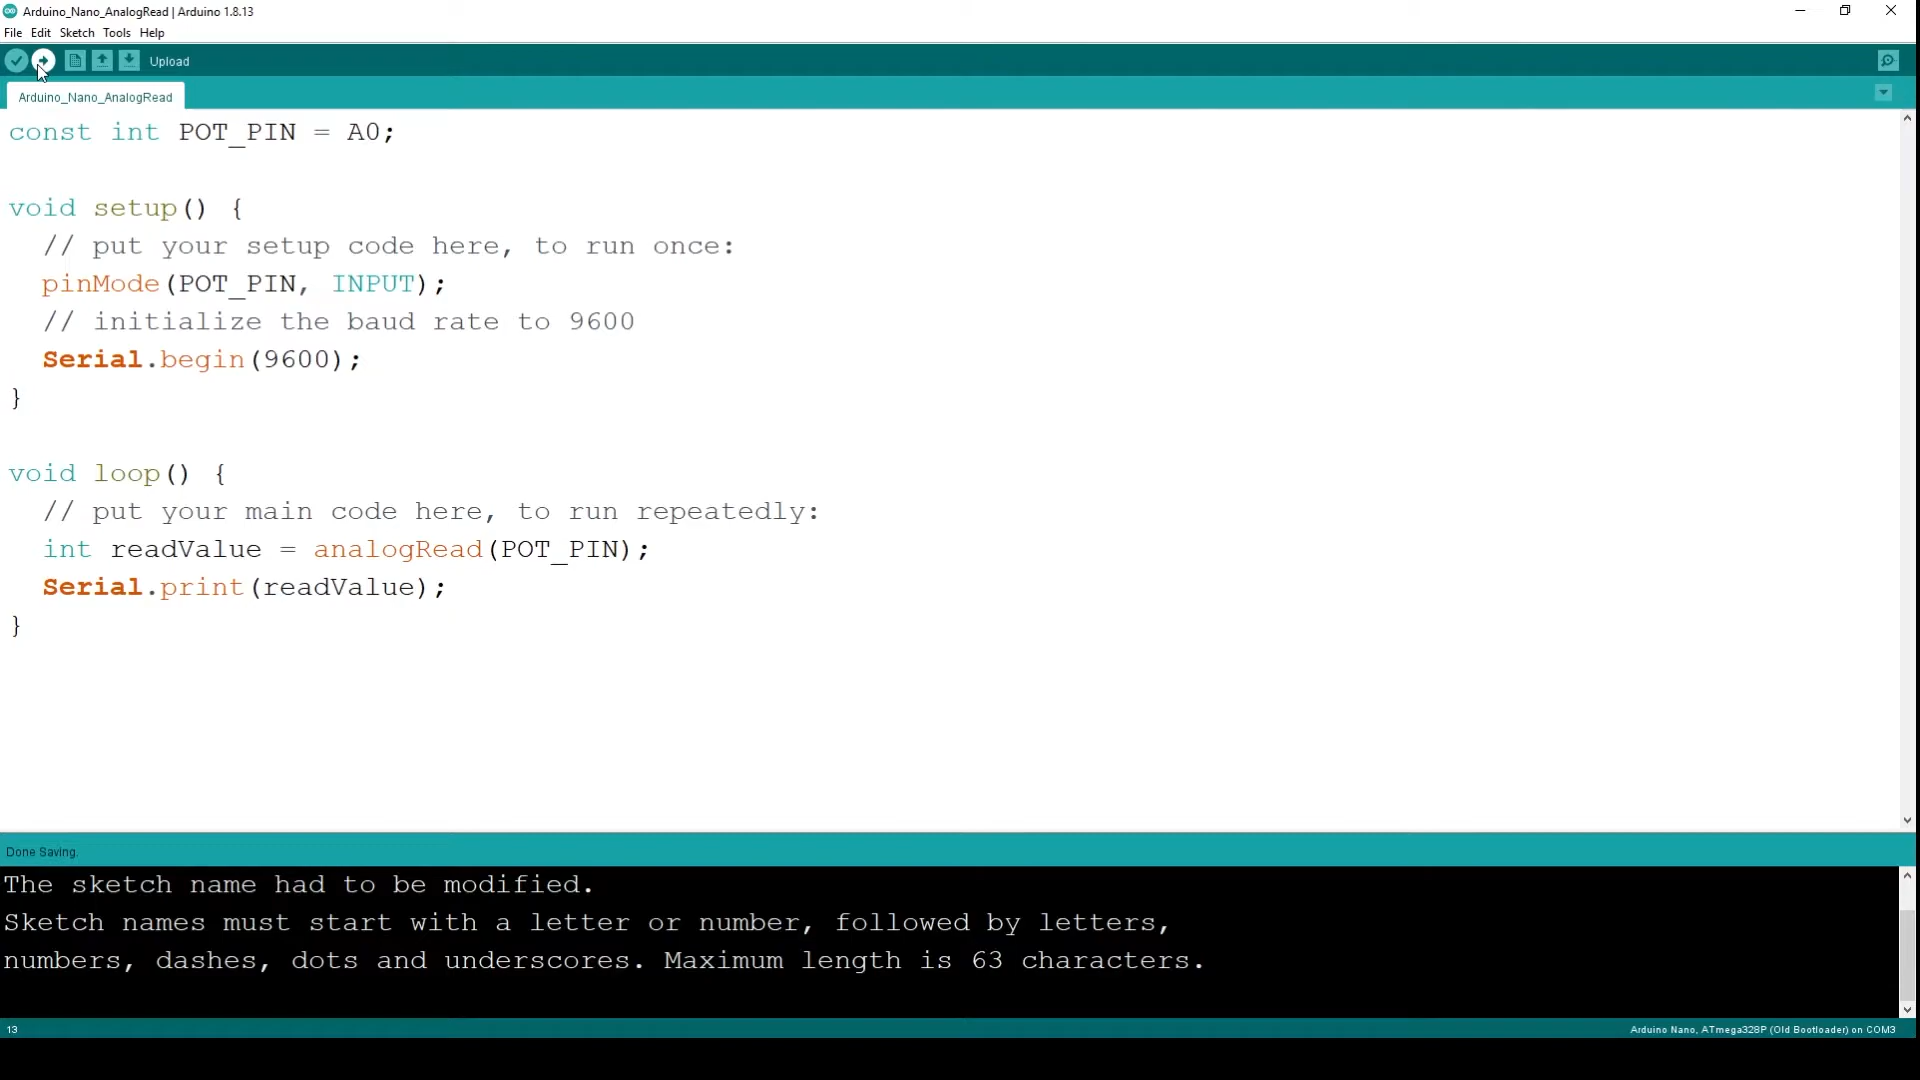 Arduino_Nano_AnalogRead | Arduino 1.8.13
File Edit Sketch Tools Help
Upload
Arduino_Nano_AnalogRead
const int POT_PIN = A0;
void setup() {
  // put your setup code here, to run once:
  pinMode(POT_PIN, INPUT);
  // initialize the baud rate to 9600
  Serial.begin(9600);
}
void loop() {
  // put your main code here, to run repeatedly:
  int readValue = analogRead(POT_PIN);
  Serial.print(readValue);
}
Done Saving.
The sketch name had to be modified.
Sketch names must start with a letter or number, followed by letters,
numbers, dashes, dots and underscores. Maximum length is 63 characters.
13 Arduino Nano, ATmega328P (Old Bootloader) on COM3